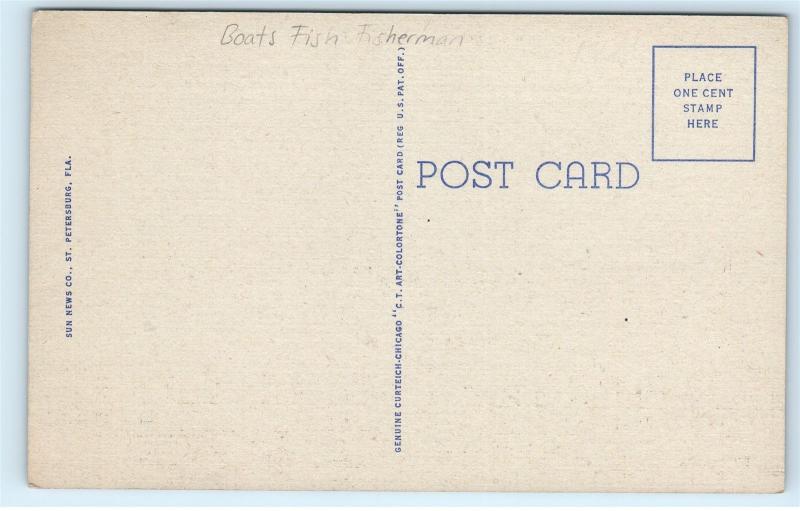 Boats Fish Fisherman
PLACE
ONE CENT
STAMP
HERE
POST CARD
SUN NEWS CO., ST. PETERSBURG, FLA.
GENUINE CURTEICH-CHICAGO "C.T. ART-COLORTONE" POST CARD (REG U.S. PAT. OFF.)